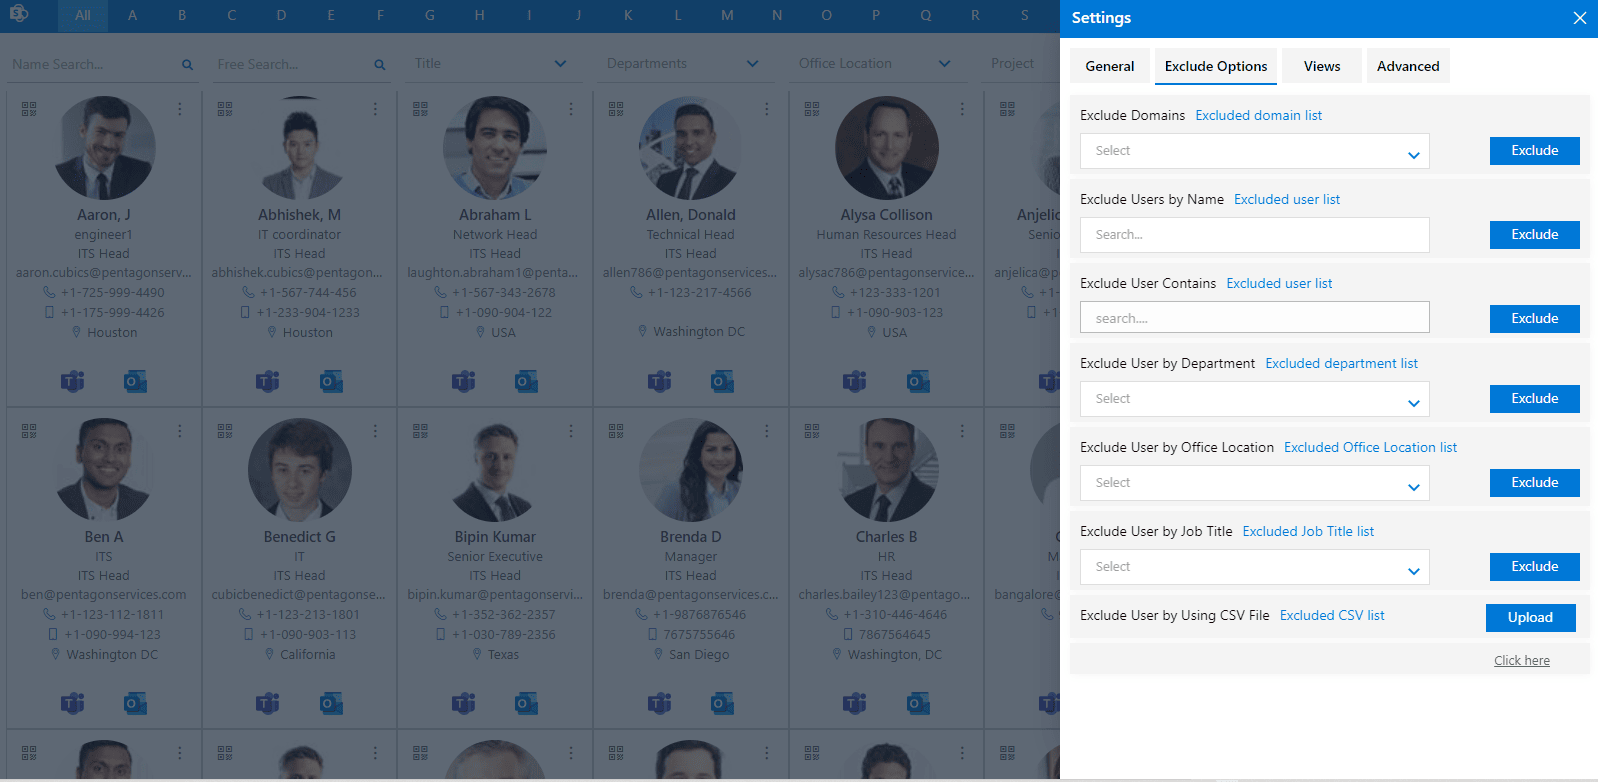 All A B C D E F G H I J K L M N O P Q R S
Name Search... Free Search... Title Departments Office Location Project
Aaron, J
engineer1
ITS Head
aaron.cubics@pentagonserv...
+1-725-999-4490
+1-175-999-4426
Houston
Abhishek, M
IT coordinator
ITS Head
abhishek.cubics@pentagon...
+1-567-744-456
+1-233-904-1233
Houston
Abraham L
Network Head
ITS Head
laughton.abraham1@penta...
+1-567-343-2678
+1-090-904-122
USA
Allen, Donald
Technical Head
ITS Head
allen786@pentagonservices...
+1-123-217-4566
Washington DC
Alysa Collison
Human Resources Head
ITS Head
alysac786@pentagonservices...
+123-333-1201
+1-090-903-123
USA
Anjelic
Senio
ITS
anjelica@pe
+1-
+1
Ben A
ITS
ITS Head
ben@pentagonservices.com
+1-123-112-1811
+1-090-994-123
Washington DC
Benedict G
IT
ITS Head
cubicbenedict@pentagonse...
+1-123-213-1801
+1-090-903-113
California
Bipin Kumar
Senior Executive
ITS Head
bipin.kumar@pentagonservi...
+1-352-362-2357
+1-030-789-2356
Texas
Brenda D
Manager
ITS Head
brenda@pentagonservices.c...
+1-9876876546
7675755646
San Diego
Charles B
HR
ITS Head
charles.bailey123@pentago...
+1-310-446-4646
7867564645
Washington, DC
M
ITS
bangalore@
Settings
General Exclude Options Views Advanced
Exclude Domains Excluded domain list
Select Exclude
Exclude Users by Name Excluded user list
Search... Exclude
Exclude User Contains Excluded user list
search.... Exclude
Exclude User by Department Excluded department list
Select Exclude
Exclude User by Office Location Excluded Office Location list
Select Exclude
Exclude User by Job Title Excluded Job Title list
Select Exclude
Exclude User by Using CSV File Excluded CSV list Upload
Click here